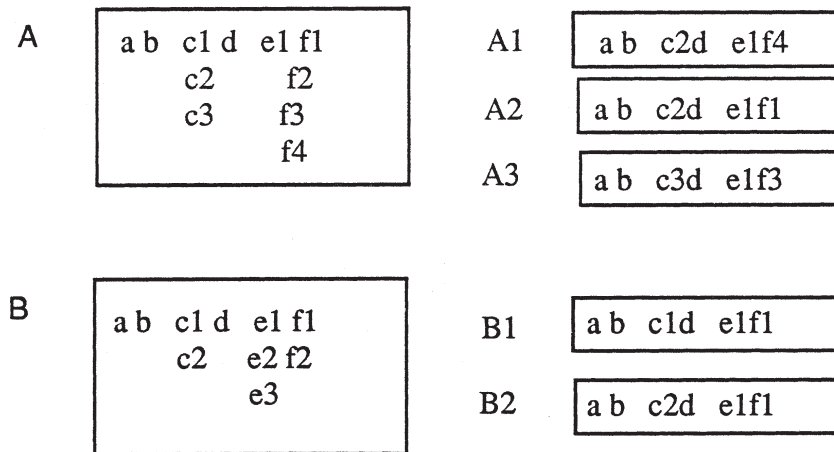 A
a b c1 d e1 f1
c2 f2
c3 f3
f4
A1 a b c2d e1f4
A2 a b c2d e1f1
A3 a b c3d e1f3
B
a b c1 d e1 f1
c2 e2 f2
e3
B1 a b c1d e1f1
B2 a b c2d e1f1